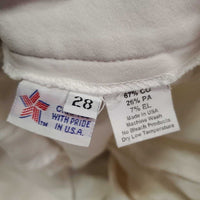 TM
WITH PRIDE
IN U.S.A.
28
67% CO
26% PA
7% EL
Made in USA
Machine Wash
No Bleach Products
Dry Low Temperature